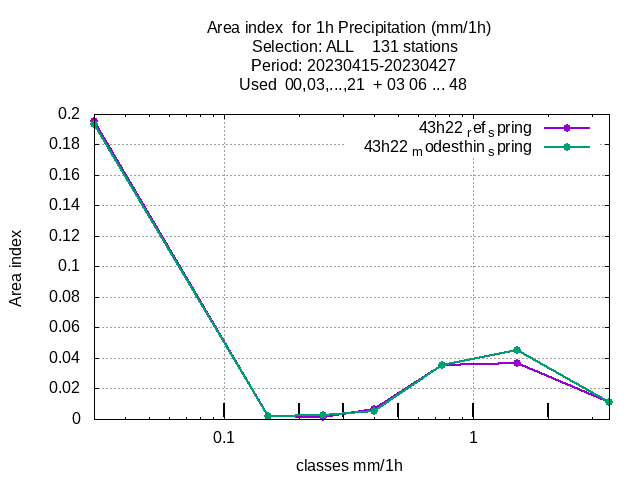 Area index  for 1h Precipitation (mm/1h)
Selection: ALL    131 stations
Period: 20230415-20230427
Used  00,03,...,21  + 03 06 ... 48
43h22 ref spring
43h22 modesthin spring
0.2
0.18
0.16
0.14
0.12
0.1
0.08
0.06
0.04
0.02
0
Area index
0.1
1
classes mm/1h